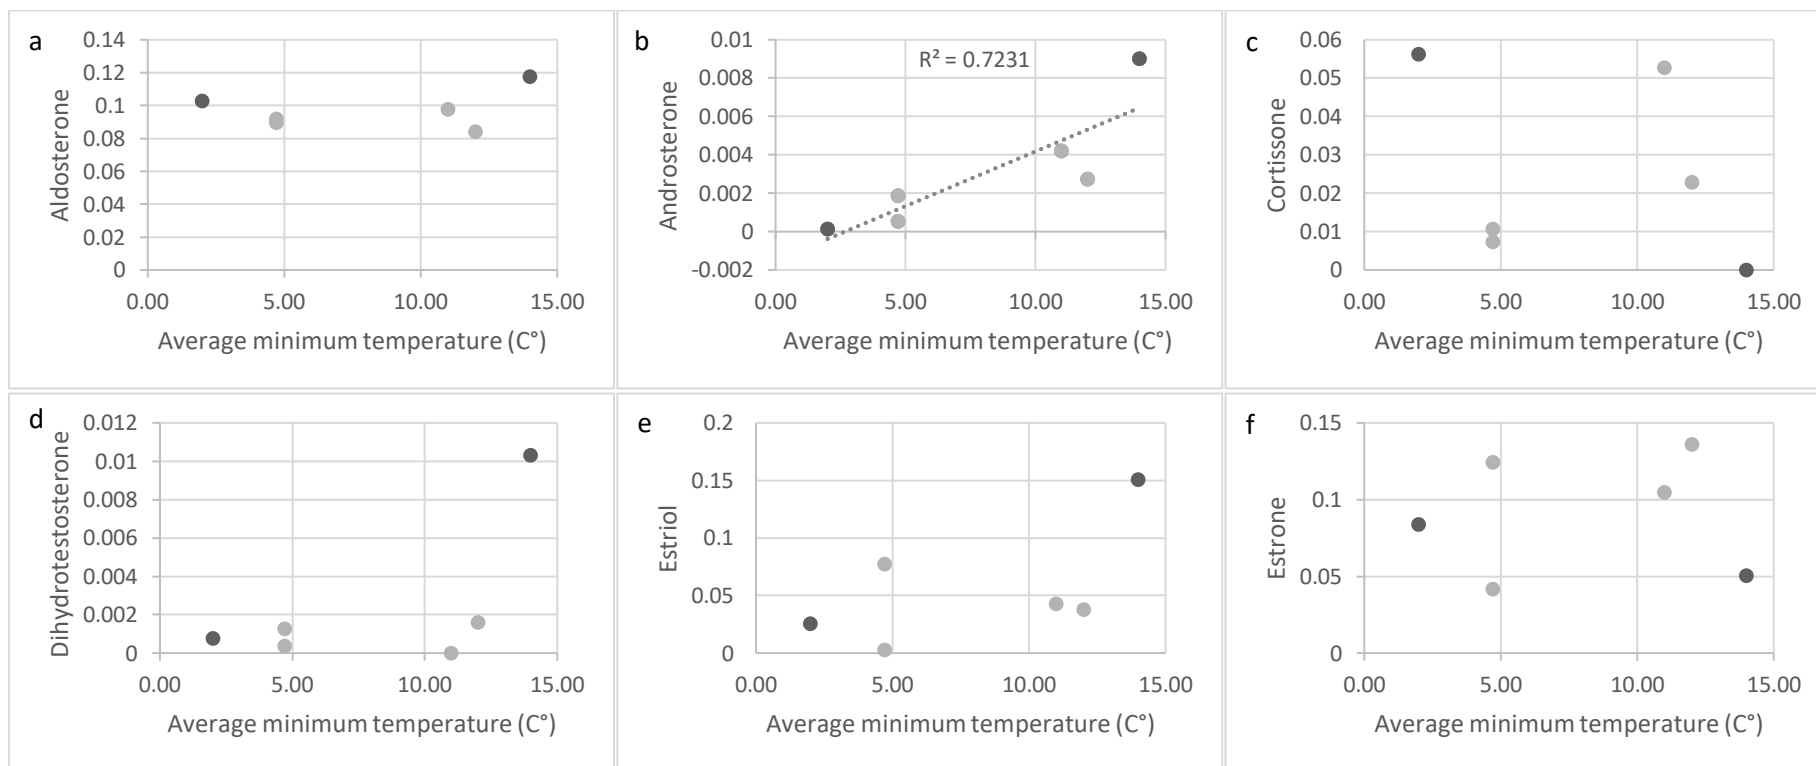 a
0.14
0.12
0.1
0.08
0.06
0.04
0.02
0
Aldosterone
0.00 5.00 10.00 15.00
Average minimum temperature (C°)
b
0.01
0.008
0.006
0.004
0.002
0
-0.002
Androsterone
R² = 0.7231
0.00 5.00 10.00 15.00
Average minimum temperature (C°)
c
0.06
0.05
0.04
0.03
0.02
0.01
0
Cortissone
0.00 5.00 10.00 15.00
Average minimum temperature (C°)
d
0.012
0.01
0.008
0.006
0.004
0.002
0
Dihydrotestosterone
0.00 5.00 10.00 15.00
Average minimum temperature (C°)
e
0.2
0.15
0.1
0.05
0
Estriol
0.00 5.00 10.00 15.00
Average minimum temperature (C°)
f
0.15
0.1
0.05
0
Estrone
0.00 5.00 10.00 15.00
Average minimum temperature (C°)